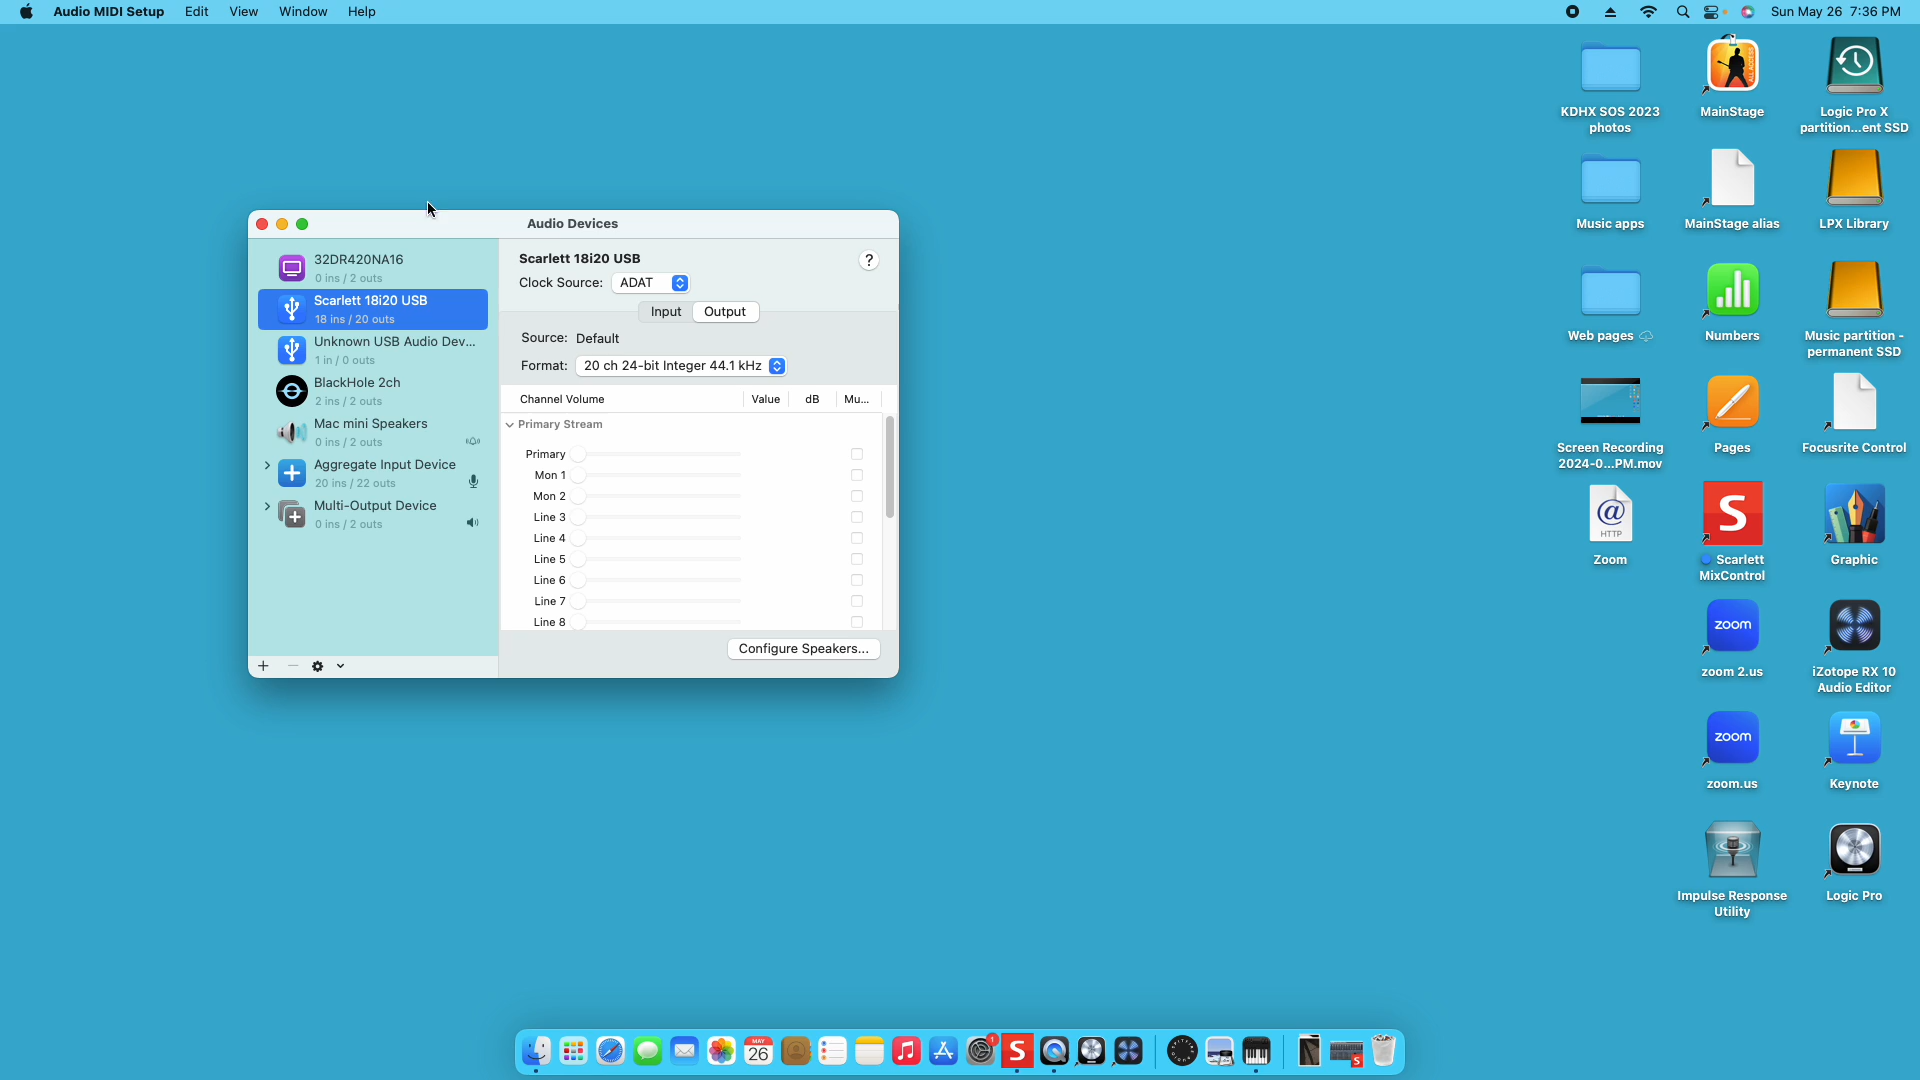 Audio MIDI Setup Edit View Window Help
Sun May 26 7:36 PM
Audio Devices
32DR420NA16
0 ins / 2 outs
Scarlett 18i20 USB
18 ins / 20 outs
Unknown USB Audio Dev...
1 in / 0 outs
BlackHole 2ch
2 ins / 2 outs
Mac mini Speakers
0 ins / 2 outs
Aggregate Input Device
20 ins / 22 outs
Multi-Output Device
0 ins / 2 outs
Scarlett 18i20 USB
?
Clock Source: ADAT
Input Output
Source: Default
Format: 20 ch 24-bit Integer 44.1 kHz
Channel Volume Value dB Mu...
Primary Stream
Primary
Mon 1
Mon 2
Line 3
Line 4
Line 5
Line 6
Line 7
Line 8
Configure Speakers...
KDHX SOS 2023
photos
MainStage
Logic Pro X
partition...ent SSD
Music apps
MainStage alias
LPX Library
Web pages
Numbers
Music partition -
permanent SSD
Screen Recording
2024-0...PM.mov
Pages
Focusrite Control
@
HTTP
Zoom
S
Scarlett
MixControl
Graphic
zoom
zoom 2.us
iZotope RX 10
Audio Editor
zoom
zoom.us
Keynote
Impulse Response
Utility
Logic Pro
MAY
26
1
S
S